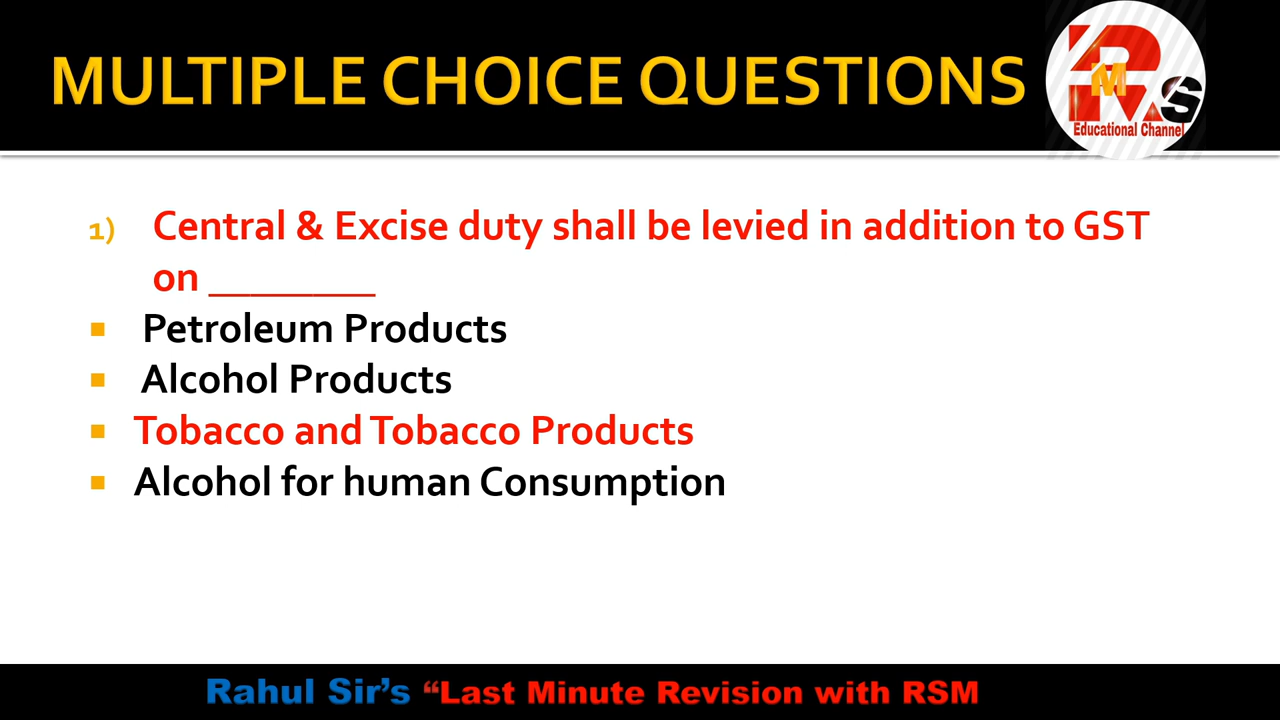 MULTIPLE CHOICE QUESTIONS
RMS
Educational Channel
1) Central & Excise duty shall be levied in addition to GST
on ________
Petroleum Products
Alcohol Products
Tobacco and Tobacco Products
Alcohol for human Consumption
Rahul Sir's “Last Minute Revision with RSM